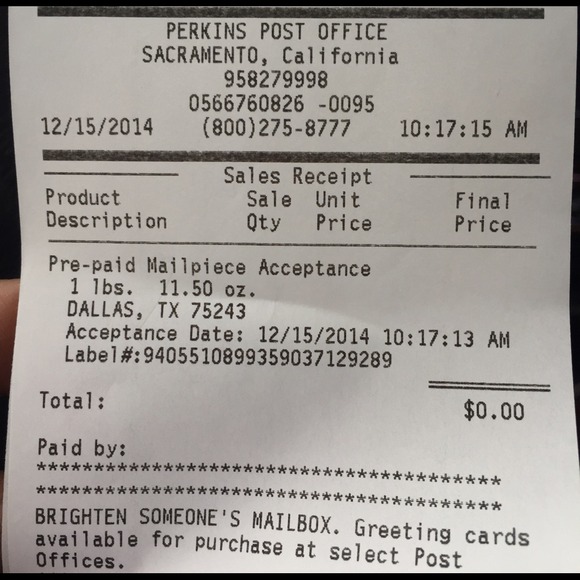 PERKINS POST OFFICE
SACRAMENTO, California
958279998
0566760826 -0095
12/15/2014 (800)275-8777 10:17:15 AM
Sales Receipt
Product Sale Unit Final
Description Qty Price Price
Pre-paid Mailpiece Acceptance
1 lbs. 11.50 oz.
DALLAS, TX 75243
Acceptance Date: 12/15/2014 10:17:13 AM
Label#:9405510899359037129289
Total: $0.00
Paid by:
****************************************
****************************************
BRIGHTEN SOMEONE'S MAILBOX. Greeting cards
available for purchase at select Post
Offices.